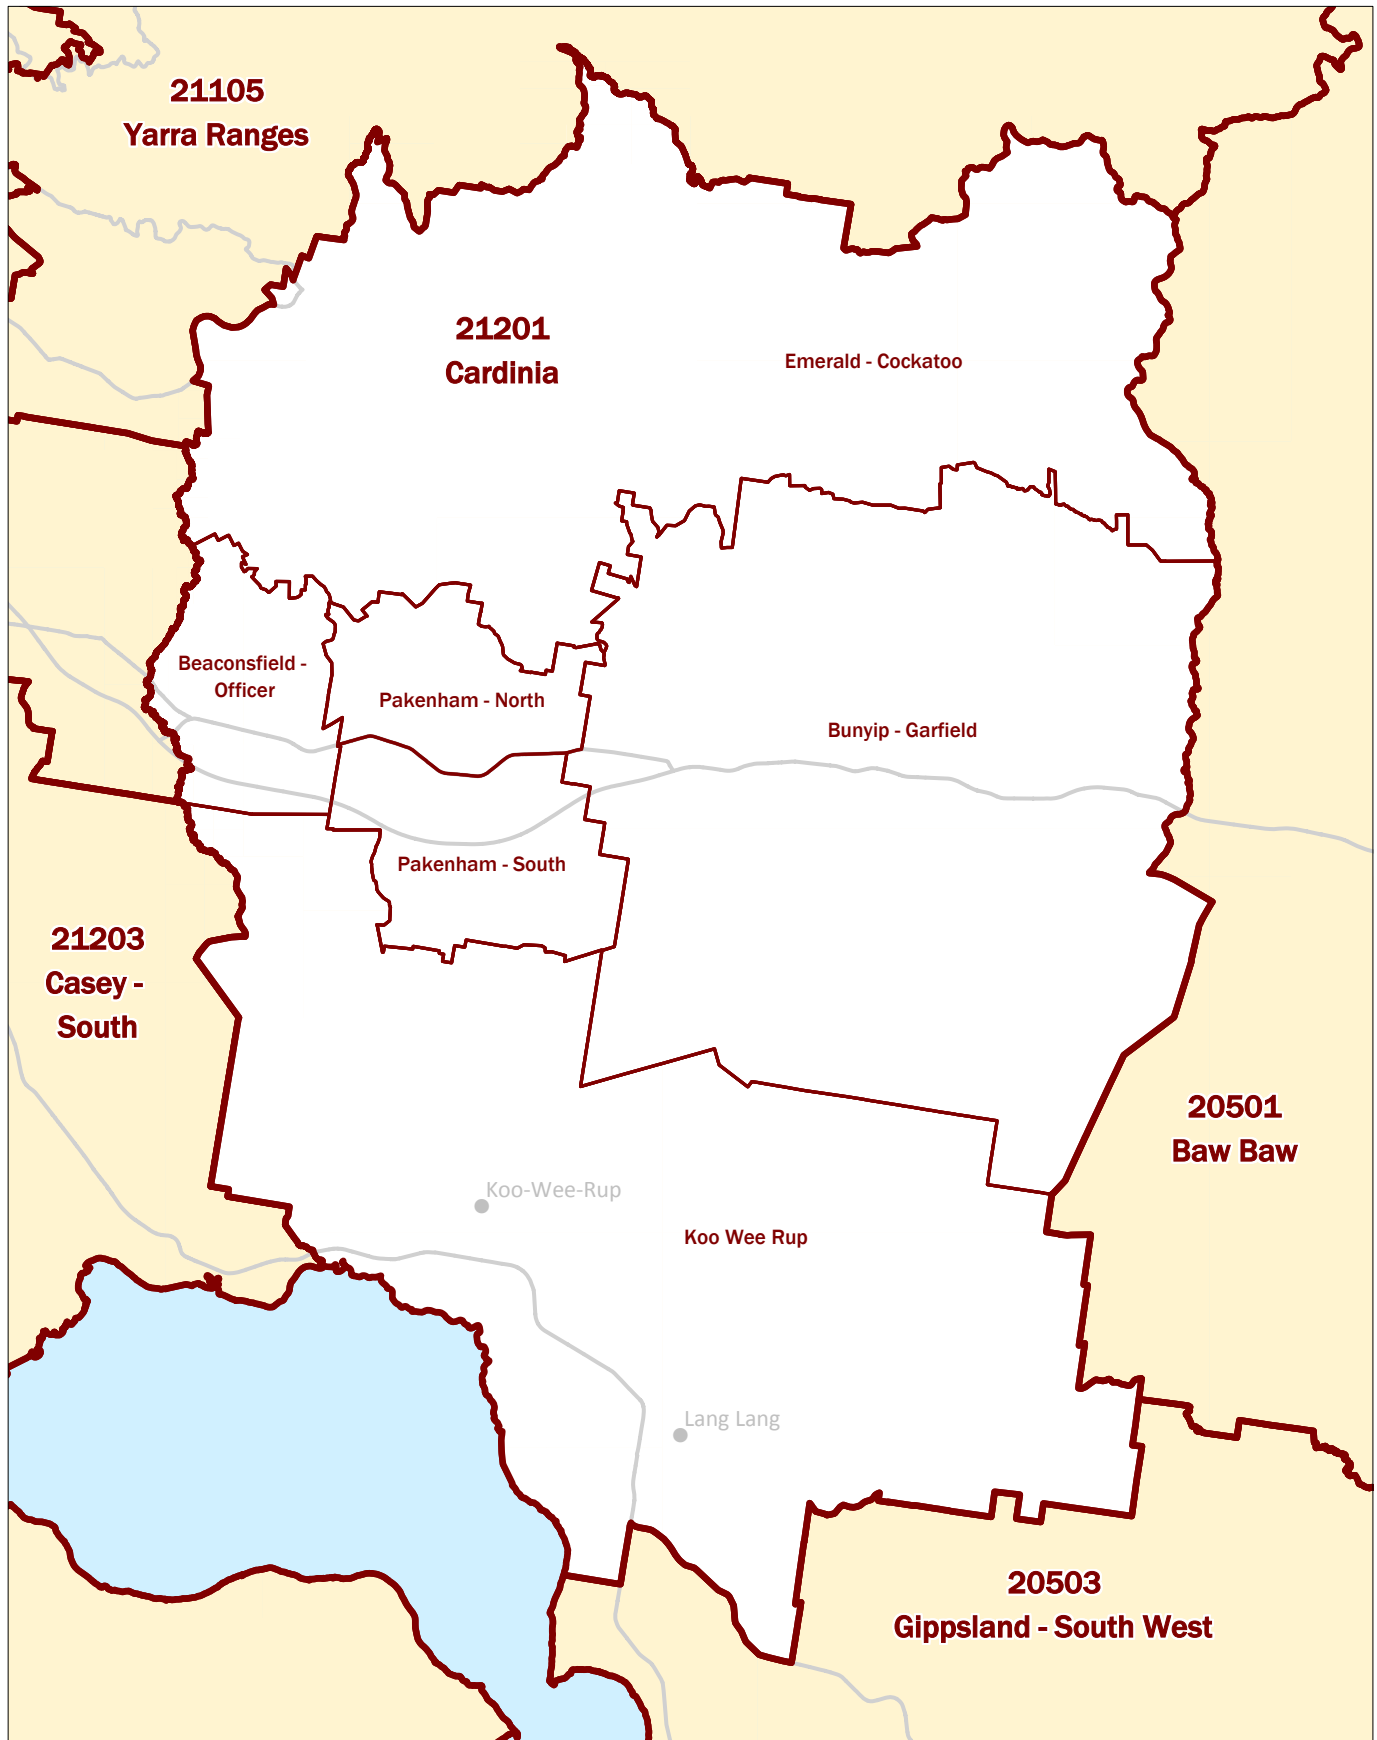 21105
Yarra Ranges
21201
Cardinia
Emerald - Cockatoo
Beaconsfield -
Officer
Pakenham - North
Bunyip - Garfield
Pakenham - South
21203
Casey -
South
20501
Baw Baw
Koo-Wee-Rup
Koo Wee Rup
Lang Lang
20503
Gippsland - South West